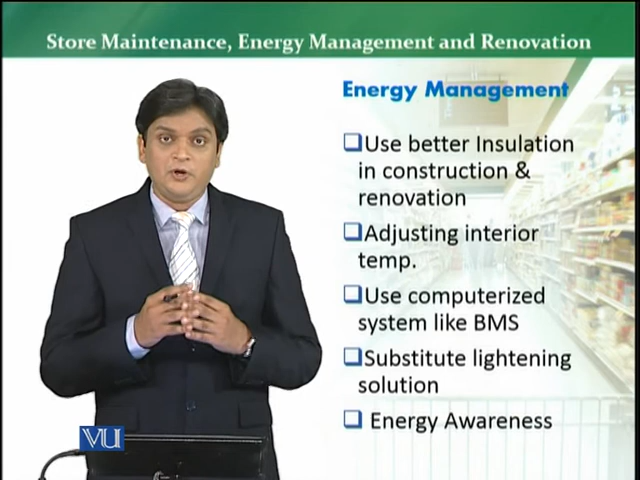 Store Maintenance, Energy Management and Renovation
Energy Management
Use better Insulation
in construction &
renovation
Adjusting interior
temp.
Use computerized
system like BMS
Substitute lightening
solution
Energy Awareness
VU